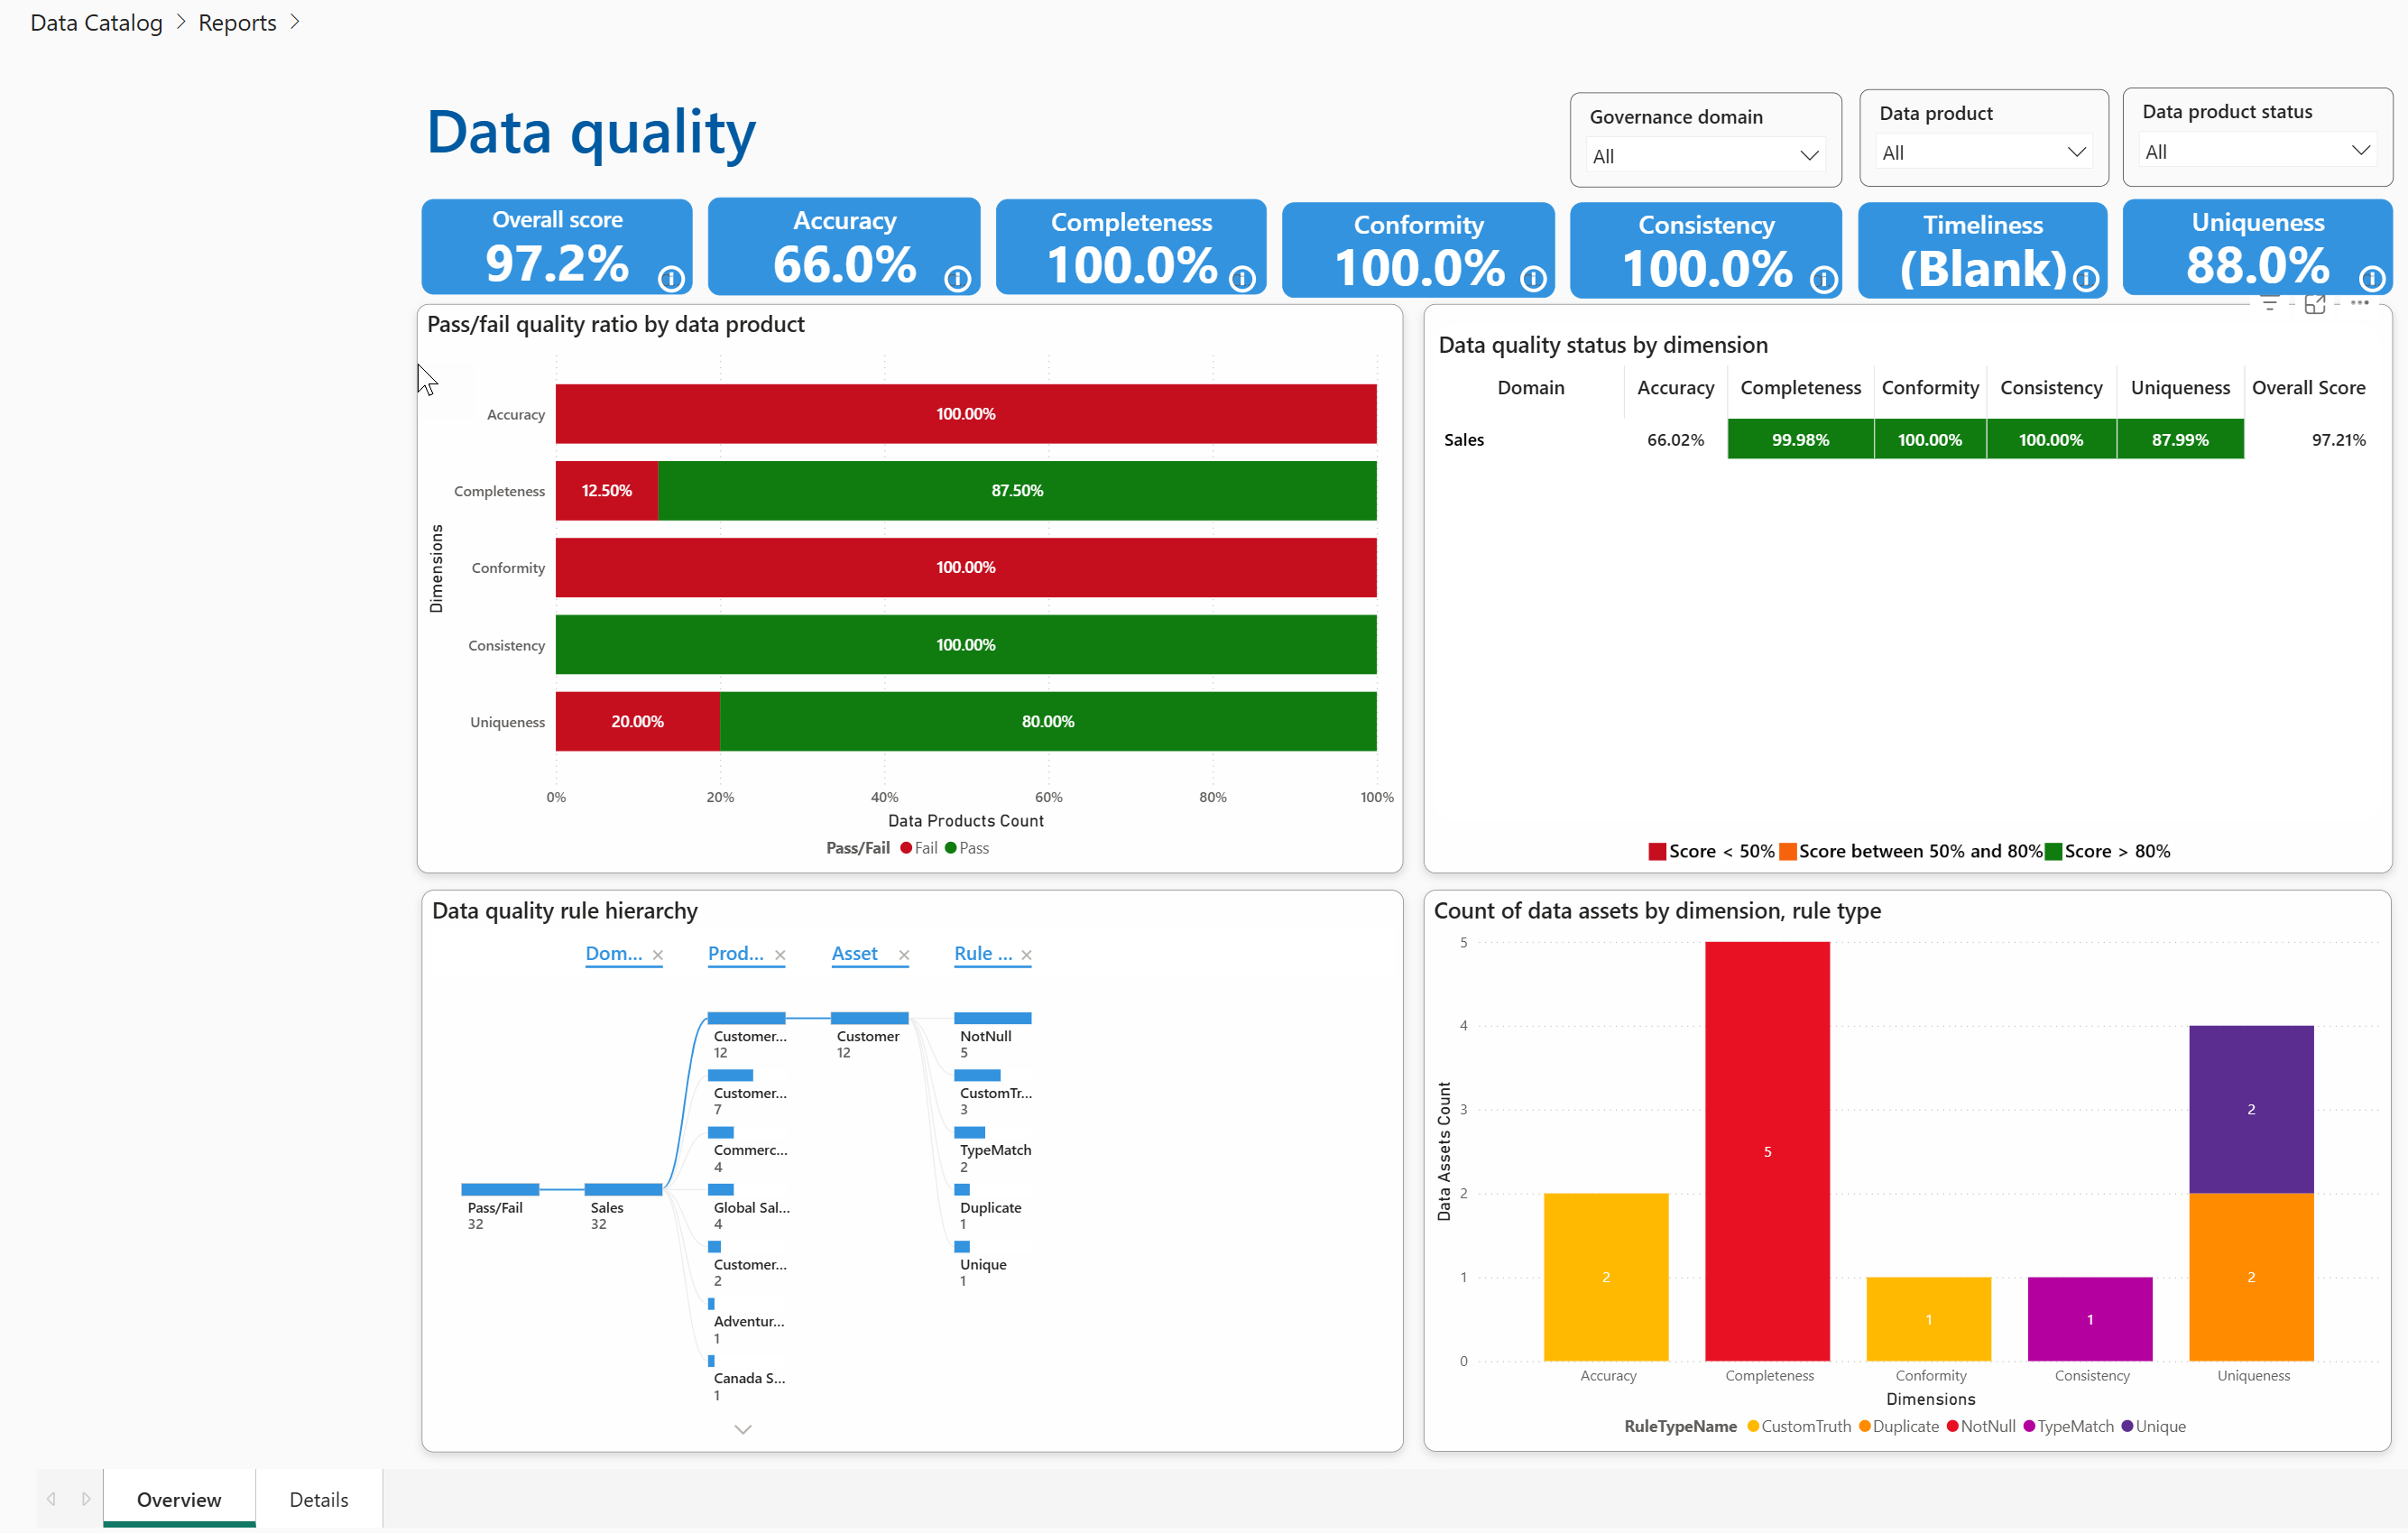 Data Catalog > Reports >
Data quality
Governance domain
All
Data product
All
Data product status
All
Overall score
97.2%
Accuracy
66.0%
Completeness
100.0%
Conformity
100.0%
Consistency
100.0%
Timeliness
(Blank)
Uniqueness
88.0%
Pass/fail quality ratio by data product
Dimensions
Accuracy 100.00%
Completeness 12.50% 87.50%
Conformity 100.00%
Consistency 100.00%
Uniqueness 20.00% 80.00%
0% 20% 40% 60% 80% 100%
Data Products Count
Pass/Fail Fail Pass
Data quality status by dimension
Domain Accuracy Completeness Conformity Consistency Uniqueness Overall Score
Sales 66.02% 99.98% 100.00% 100.00% 87.99% 97.21%
Score < 50% Score between 50% and 80% Score > 80%
Data quality rule hierarchy
Dom... × Prod... × Asset × Rule ... ×
Pass/Fail
32
Sales
32
Customer...
12
Customer...
7
Commerc...
4
Global Sal...
4
Customer...
2
Adventur...
1
Canada S...
1
Customer
12
NotNull
5
CustomTr...
3
TypeMatch
2
Duplicate
1
Unique
1
Count of data assets by dimension, rule type
Data Assets Count
5
4
3
2
1
0
2
5
1
1
2
2
Accuracy Completeness Conformity Consistency Uniqueness
Dimensions
RuleTypeName CustomTruth Duplicate NotNull TypeMatch Unique
Overview Details